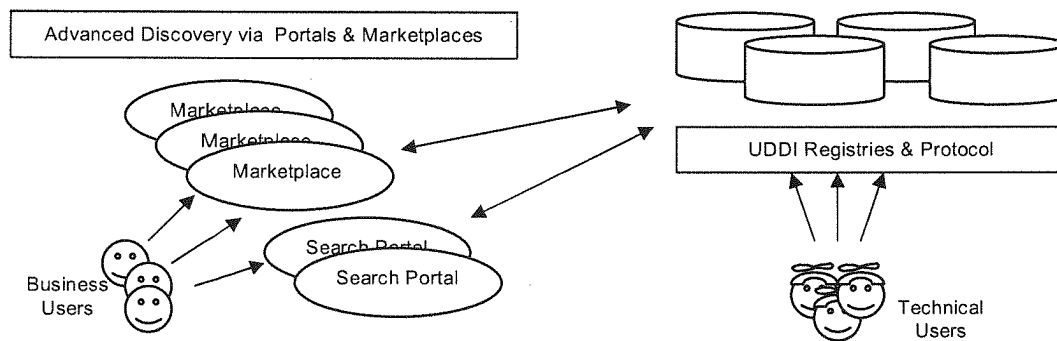 Advanced Discovery via Portals & Marketplaces
Marketplace
Marketplace
Marketplace
UDDI Registries & Protocol
Search Portal
Search Portal
Business
Users
Technical
Users